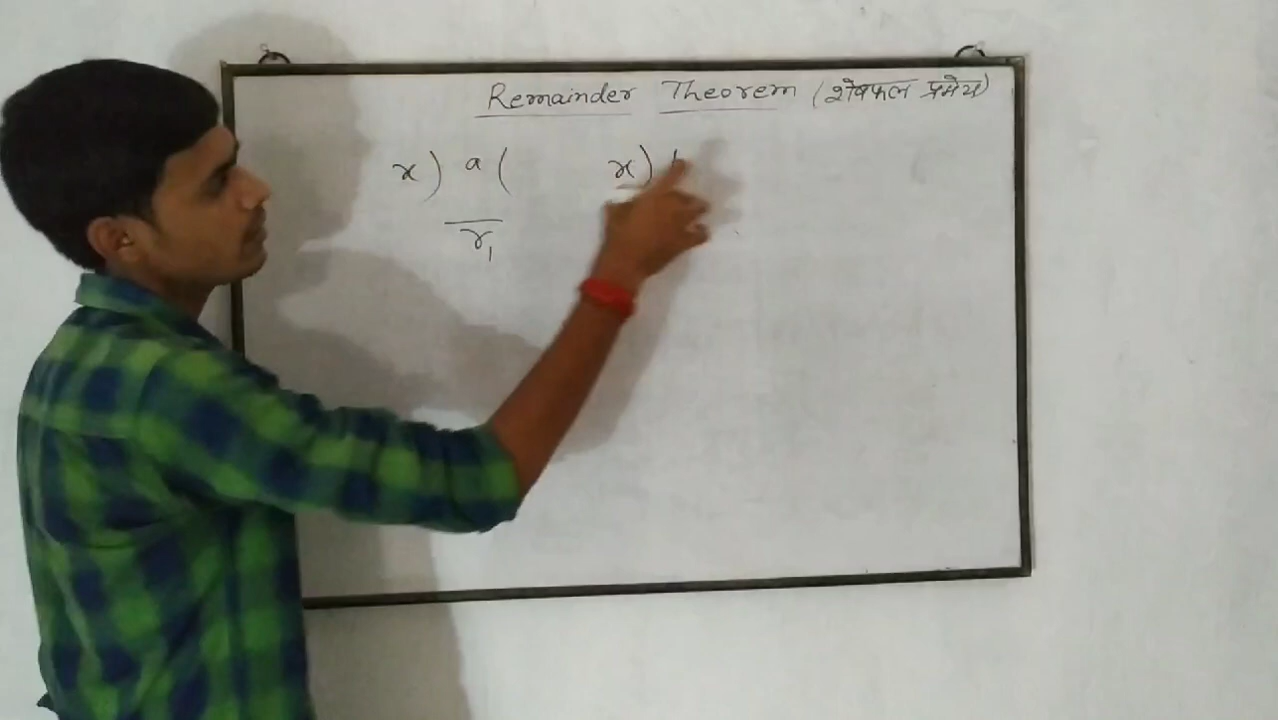 Remainder Theorem (शेषफल प्रमेय)
x) a ( x)
r₁